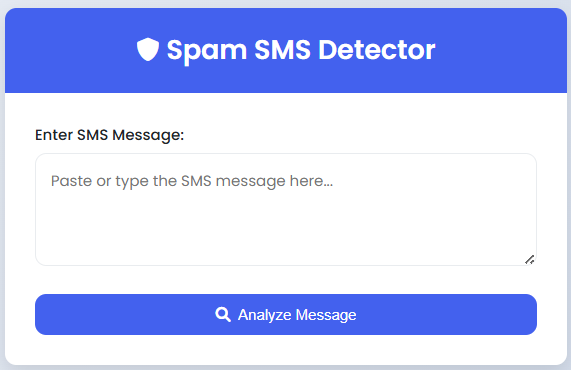 Spam SMS Detector
Enter SMS Message:
Paste or type the SMS message here...
Analyze Message